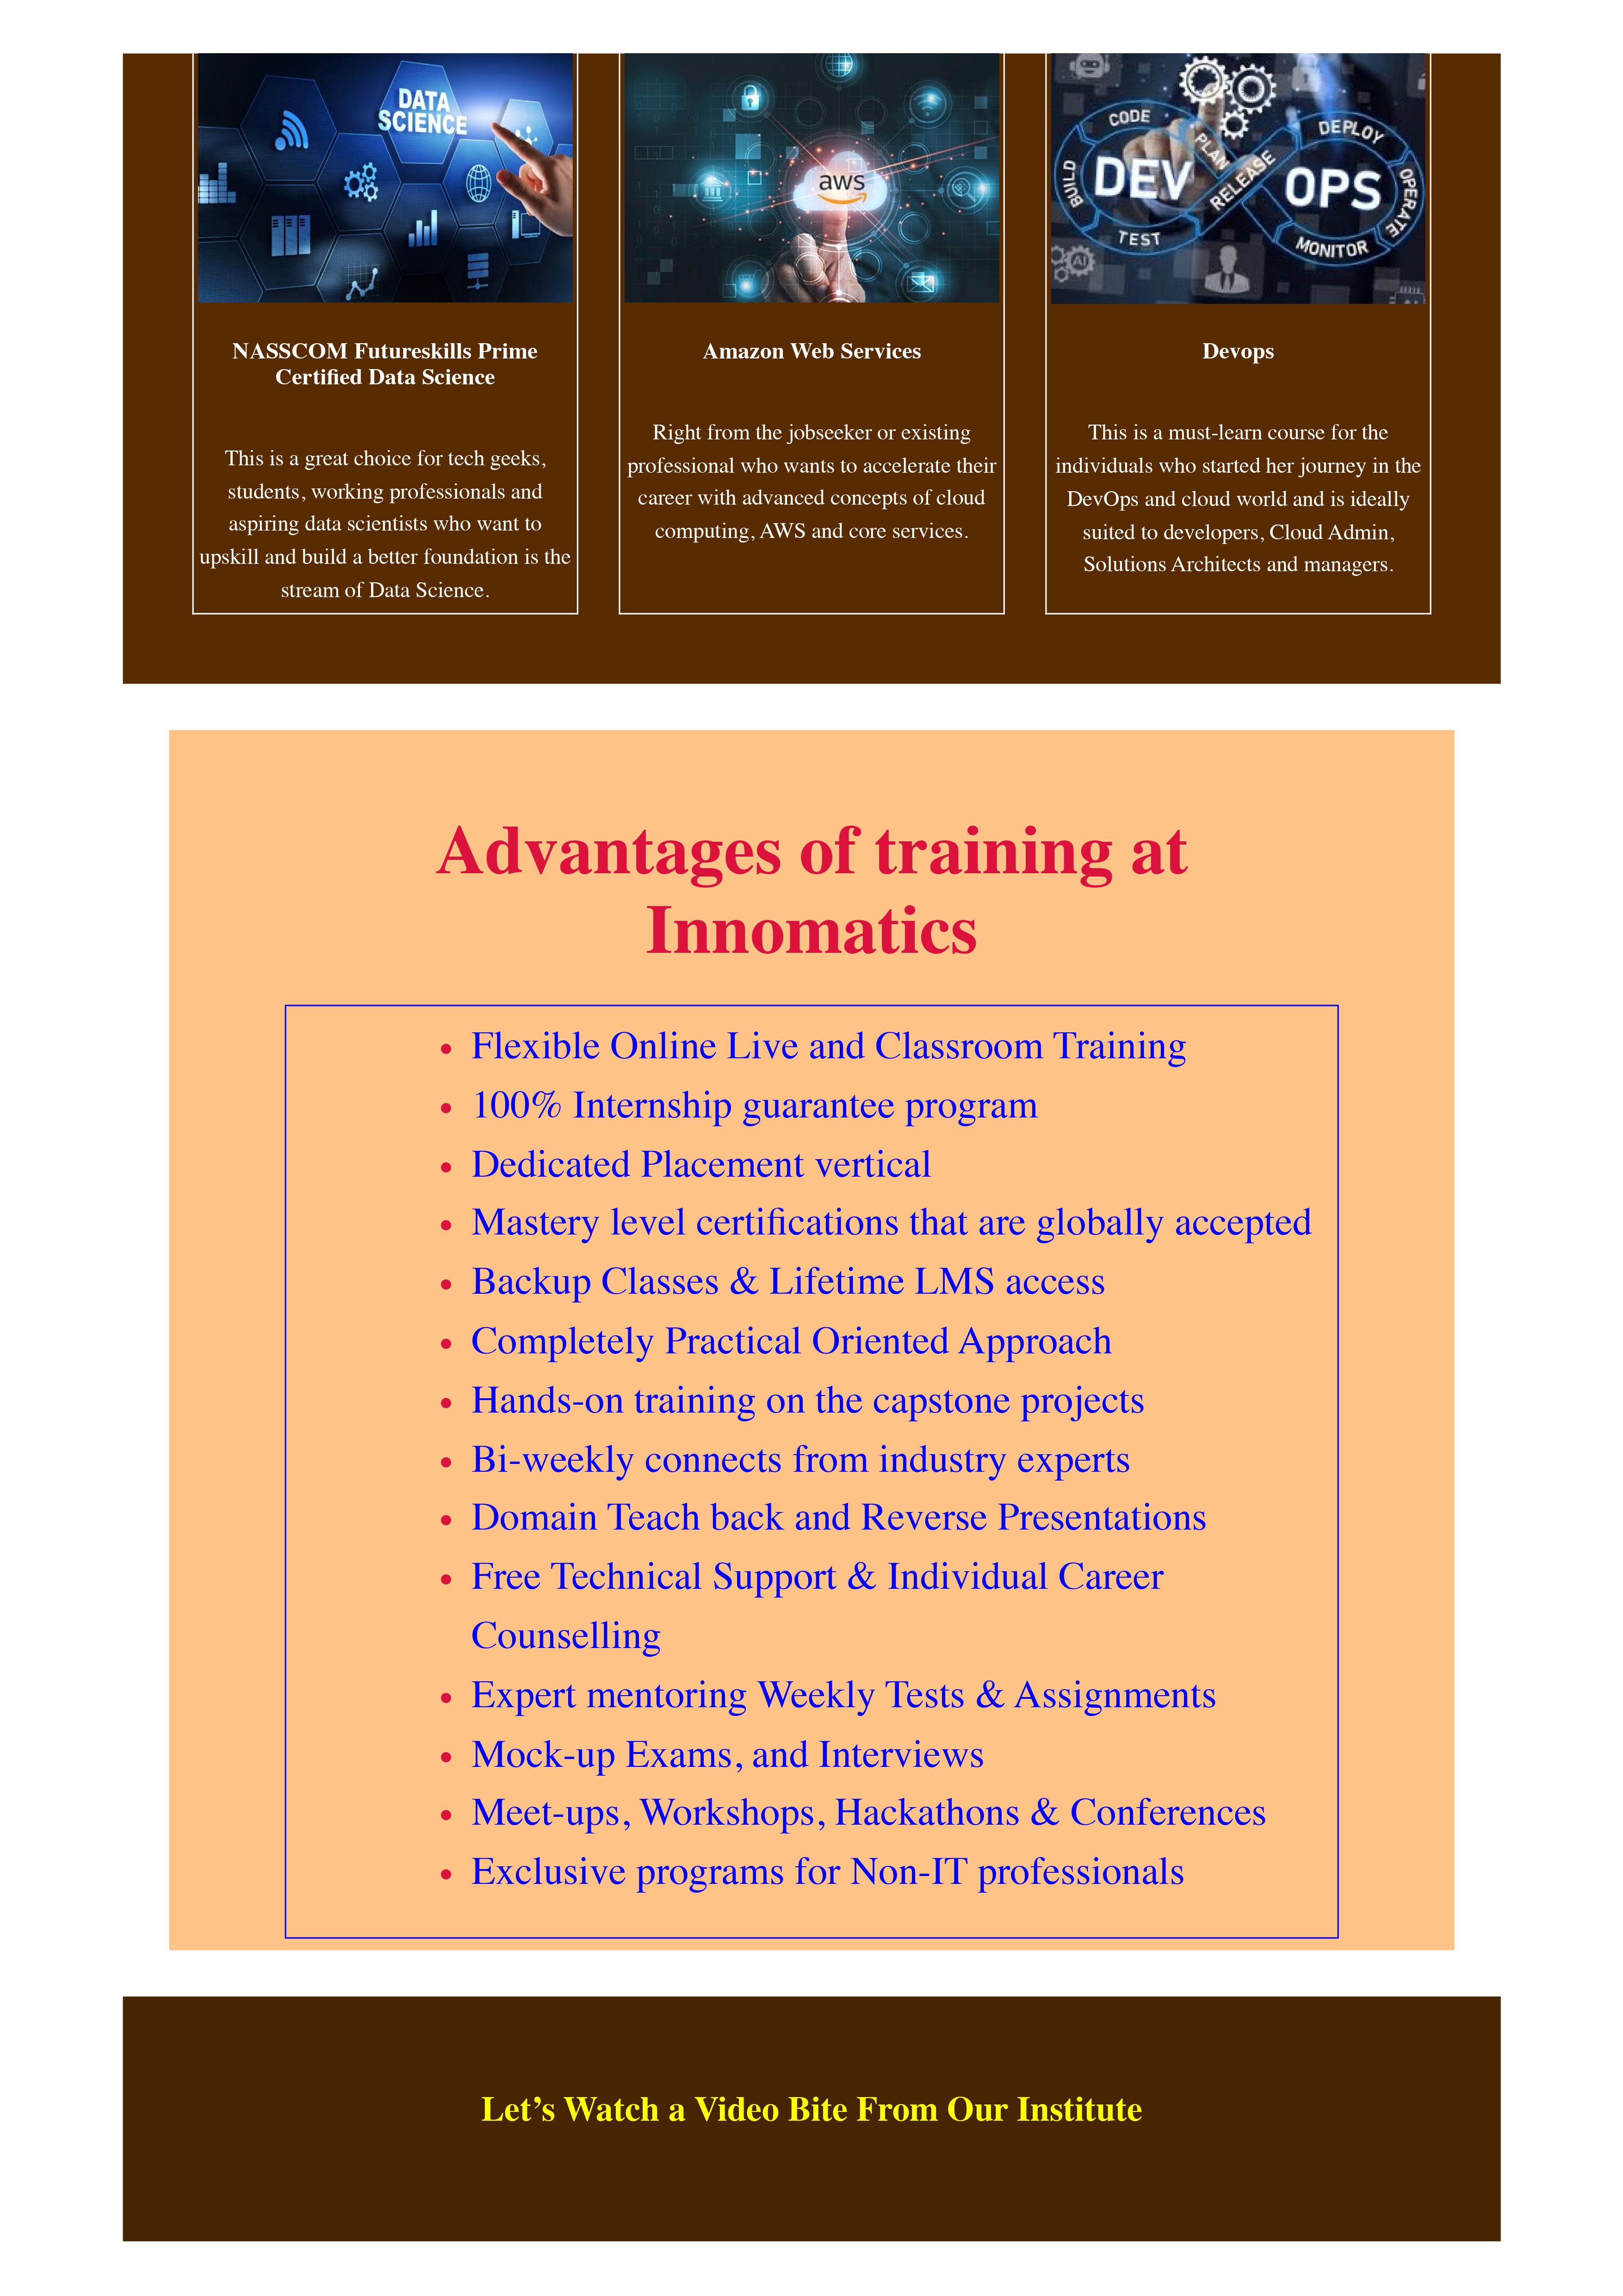 DATA
SCIENCE
aws
CODE
DEPLOY
BUILD
DEV
PLAN
RELEASE
OPS
OPERATE
TEST
MONITOR
AI
NASSCOM Futureskills Prime
Certified Data Science
This is a great choice for tech geeks,
students, working professionals and
aspiring data scientists who want to
upskill and build a better foundation is the
stream of Data Science.
Amazon Web Services
Right from the jobseeker or existing
professional who wants to accelerate their
career with advanced concepts of cloud
computing, AWS and core services.
Devops
This is a must-learn course for the
individuals who started her journey in the
DevOps and cloud world and is ideally
suited to developers, Cloud Admin,
Solutions Architects and managers.
Advantages of training at
Innomatics
• Flexible Online Live and Classroom Training
• 100% Internship guarantee program
• Dedicated Placement vertical
• Mastery level certifications that are globally accepted
• Backup Classes & Lifetime LMS access
• Completely Practical Oriented Approach
• Hands-on training on the capstone projects
• Bi-weekly connects from industry experts
• Domain Teach back and Reverse Presentations
• Free Technical Support & Individual Career
Counselling
• Expert mentoring Weekly Tests & Assignments
• Mock-up Exams, and Interviews
• Meet-ups, Workshops, Hackathons & Conferences
• Exclusive programs for Non-IT professionals
Let’s Watch a Video Bite From Our Institute